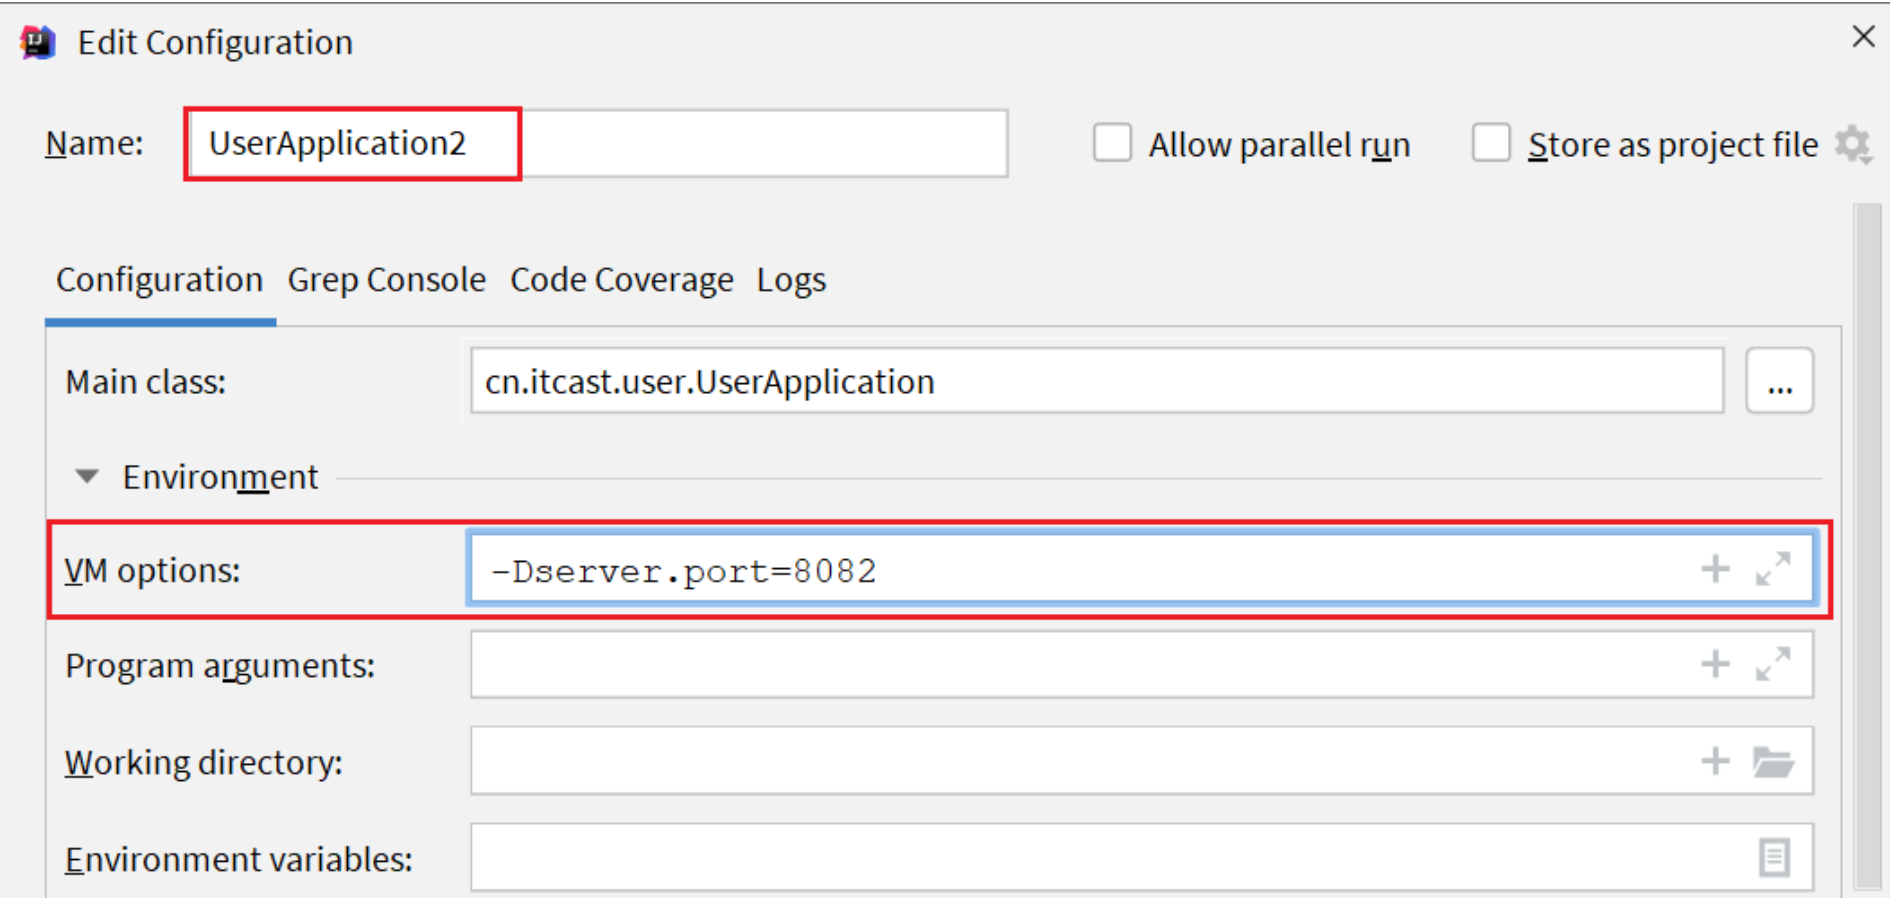 Edit Configuration
Name: UserApplication2 Allow parallel run Store as project file
Configuration Grep Console Code Coverage Logs
Main class: cn.itcast.user.UserApplication ...
Environment
VM options: -Dserver.port=8082
Program arguments:
Working directory:
Environment variables: